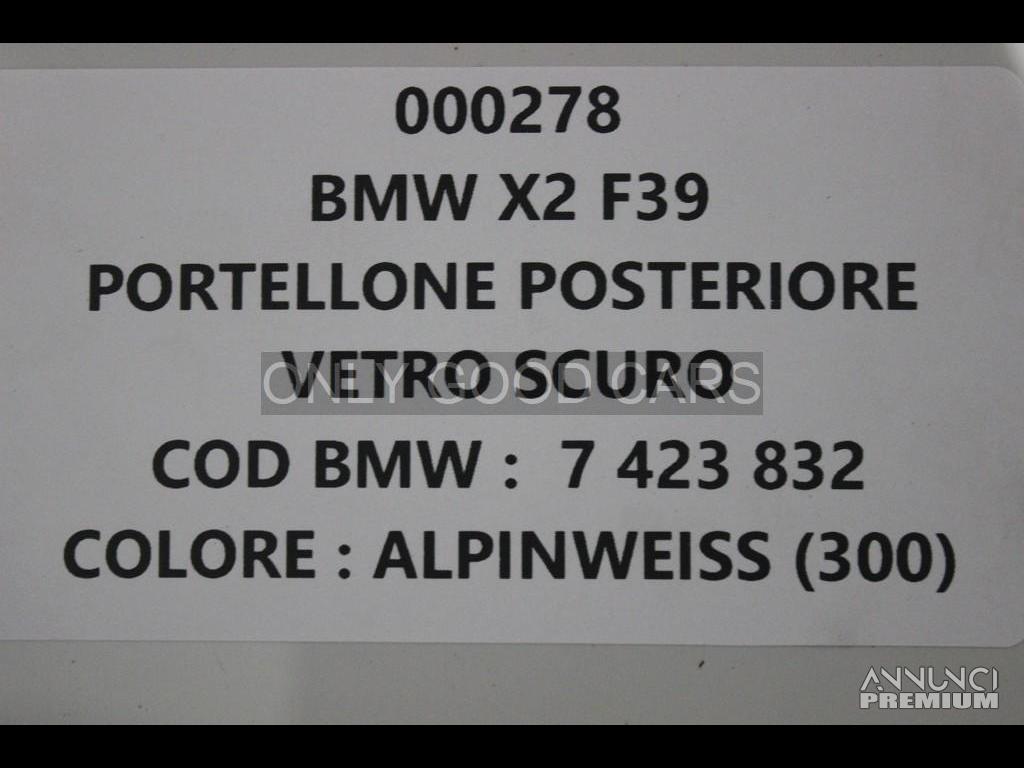 000278
BMW X2 F39
PORTELLONE POSTERIORE
VETRO SCURO
ONLY GOOD CARS
COD BMW : 7 423 832
COLORE : ALPINWEISS (300)
ANNUNCI
PREMIUM